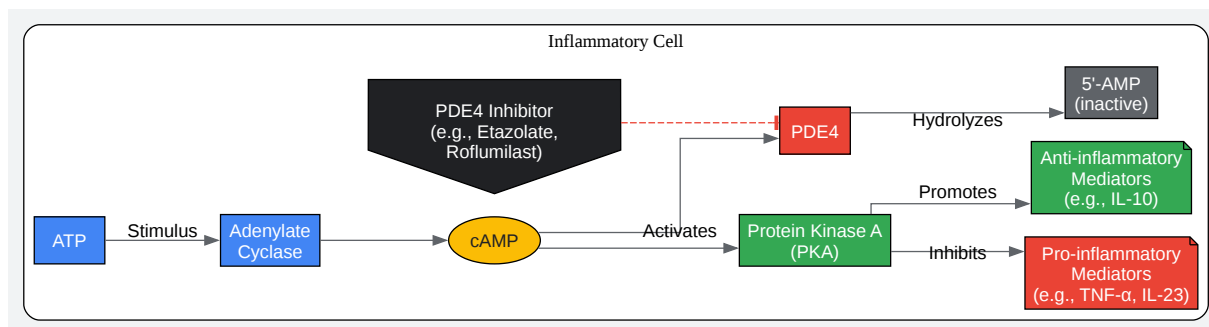 Inflammatory Cell
PDE4 Inhibitor
(e.g., Etazolate,
Roflumilast)
PDE4
Hydrolyzes
5'-AMP
(inactive)
Anti-inflammatory
Mediators
(e.g., IL-10)
Promotes
ATP
Stimulus
Adenylate
Cyclase
cAMP
Activates
Protein Kinase A
(PKA)
Inhibits
Pro-inflammatory
Mediators
(e.g., TNF-α, IL-23)